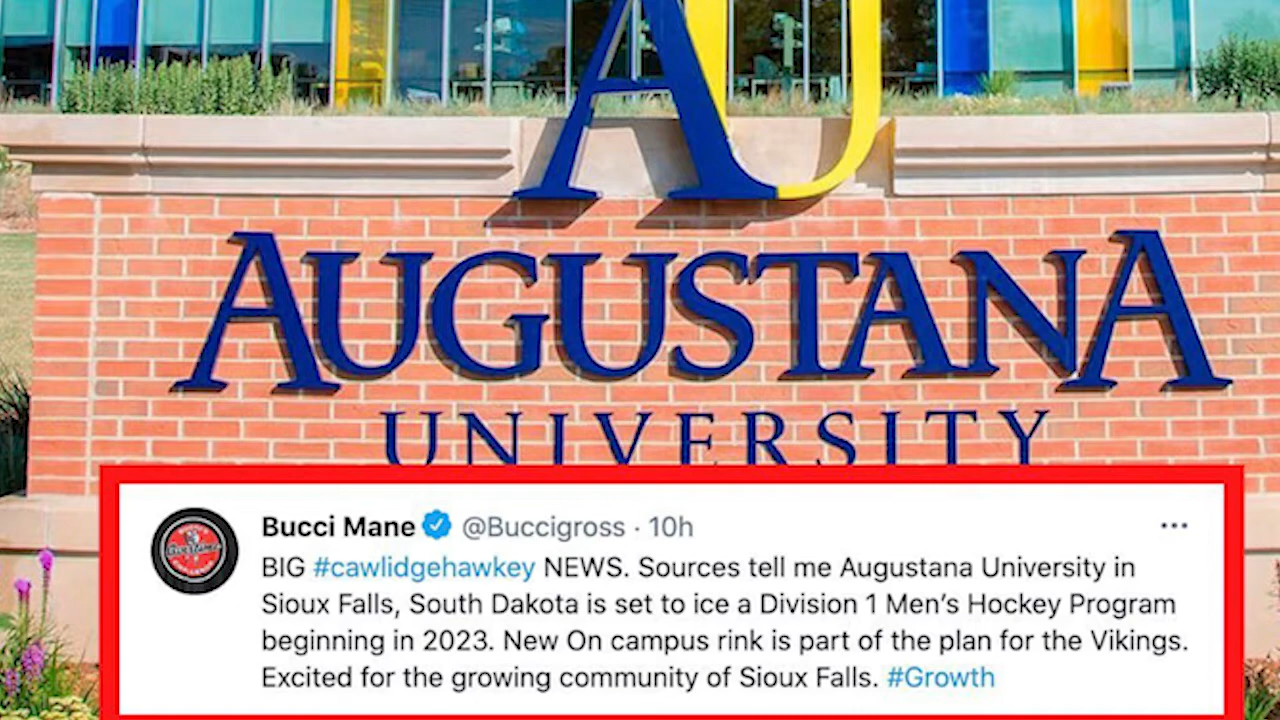 AU
AUGUSTANA
UNIVERSITY
Bucci Mane @Buccigross · 10h
BIG #cawlidgehawkey NEWS. Sources tell me Augustana University in
Sioux Falls, South Dakota is set to ice a Division 1 Men’s Hockey Program
beginning in 2023. New On campus rink is part of the plan for the Vikings.
Excited for the growing community of Sioux Falls. #Growth